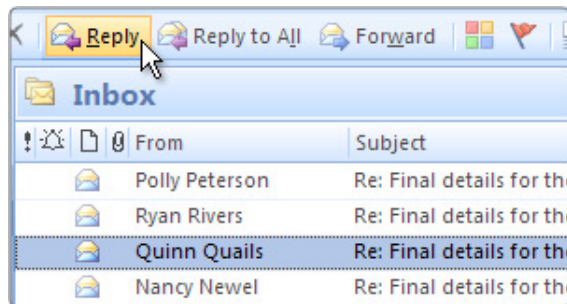 Reply Reply to All Forward
Inbox
From Subject
Polly Peterson Re: Final details for the
Ryan Rivers Re: Final details for the
Quinn Quails Re: Final details for the
Nancy Newel Re: Final details for the